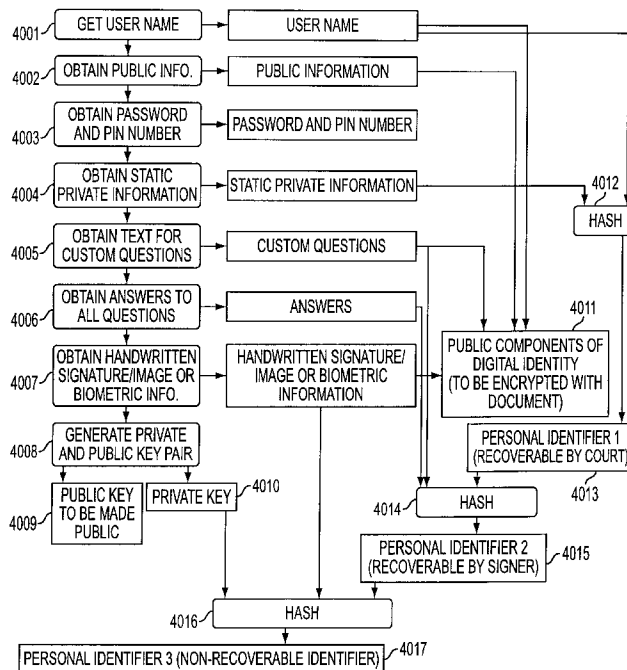 4001
GET USER NAME
USER NAME
4002
OBTAIN PUBLIC INFO.
PUBLIC INFORMATION
4003
OBTAIN PASSWORD
AND PIN NUMBER
PASSWORD AND PIN NUMBER
4004
OBTAIN STATIC
PRIVATE INFORMATION
STATIC PRIVATE INFORMATION
4012
HASH
4005
OBTAIN TEXT FOR
CUSTOM QUESTIONS
CUSTOM QUESTIONS
4006
OBTAIN ANSWERS TO
ALL QUESTIONS
ANSWERS
4011
PUBLIC COMPONENTS OF
DIGITAL IDENTITY
(TO BE ENCRYPTED WITH
DOCUMENT)
4007
OBTAIN HANDWRITTEN
SIGNATURE/IMAGE OR
BIOMETRIC INFO.
HANDWRITTEN SIGNATURE/
IMAGE OR BIOMETRIC
INFORMATION
4008
GENERATE PRIVATE
AND PUBLIC KEY PAIR
PERSONAL IDENTIFIER 1
(RECOVERABLE BY COURT)
4013
4009
PUBLIC KEY
TO BE MADE
PUBLIC
PRIVATE KEY
4010
4014
HASH
PERSONAL IDENTIFIER 2
(RECOVERABLE BY SIGNER)
4015
4016
HASH
PERSONAL IDENTIFIER 3 (NON-RECOVERABLE IDENTIFIER)
4017